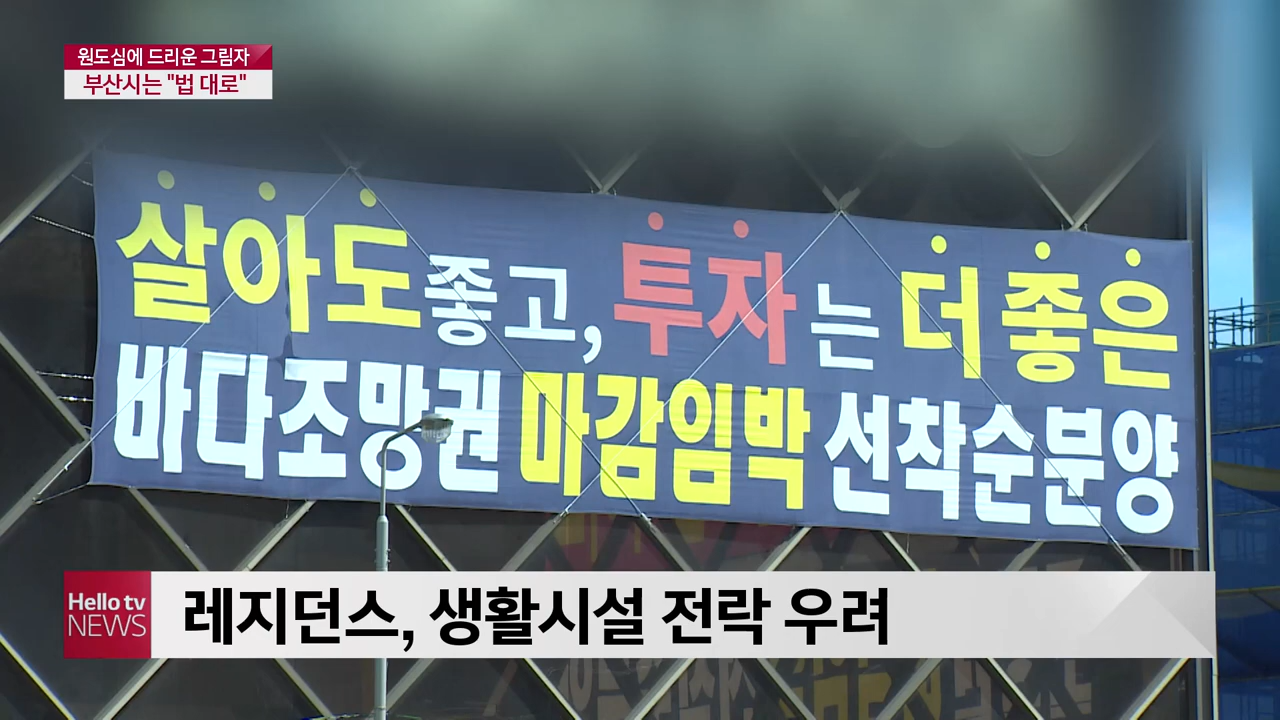 원도심에 드리운 그림자
부산시는 "법 대로"
살아도좋고, 투자는 더 좋은
바다조망권 마감임박 선착순분양
Hello tv
NEWS
레지던스, 생활시설 전락 우려